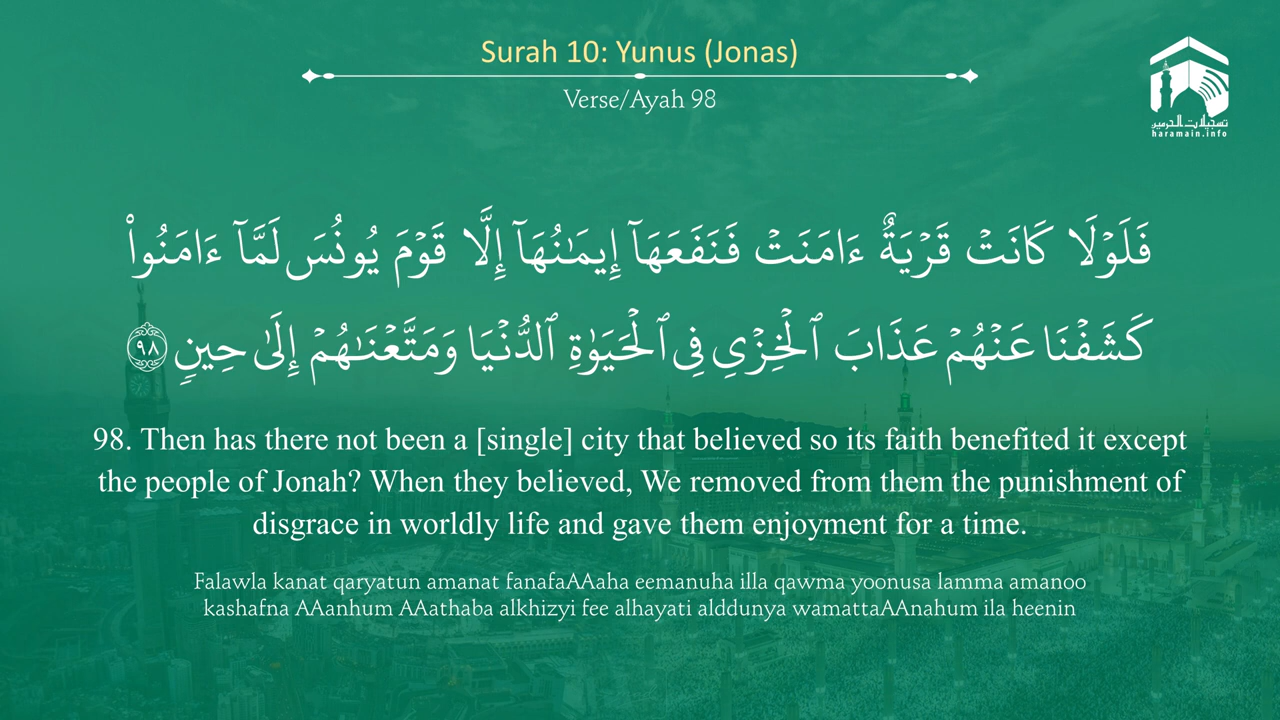 Surah 10: Yunus (Jonas)
Verse/Ayah 98
تسجيلات الحرمين
haramain.info
فَلَوْلَا كَانَتْ قَرْيَةٌ ءَامَنَتْ فَنَفَعَهَآ إِيمَـٰنُهَآ إِلَّا قَوْمَ يُونُسَ لَمَّآ ءَامَنُوا۟
كَشَفْنَا عَنْهُمْ عَذَابَ ٱلْخِزْىِ فِى ٱلْحَيَوٰةِ ٱلدُّنْيَا وَمَتَّعْنَـٰهُمْ إِلَىٰ حِينٍ ٩٨
98. Then has there not been a [single] city that believed so its faith benefited it except
the people of Jonah? When they believed, We removed from them the punishment of
disgrace in worldly life and gave them enjoyment for a time.
Falawla kanat qaryatun amanat fanafaAAaha eemanuha illa qawma yoonusa lamma amanoo
kashafna AAanhum AAathaba alkhizyi fee alhayati alddunya wamattaAAnahum ila heenin